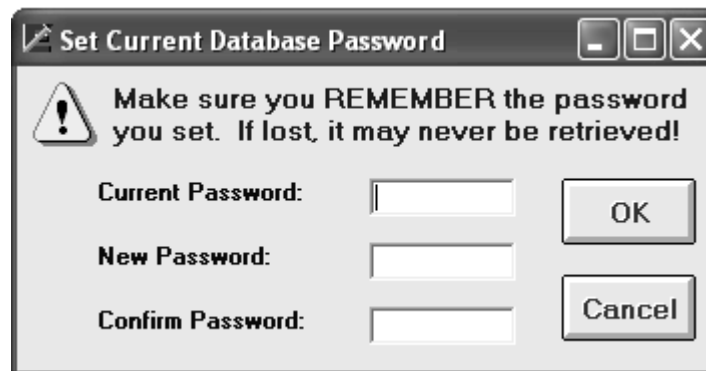 Set Current Database Password
Make sure you REMEMBER the password
you set. If lost, it may never be retrieved!
Current Password:
OK
New Password:
Confirm Password:
Cancel